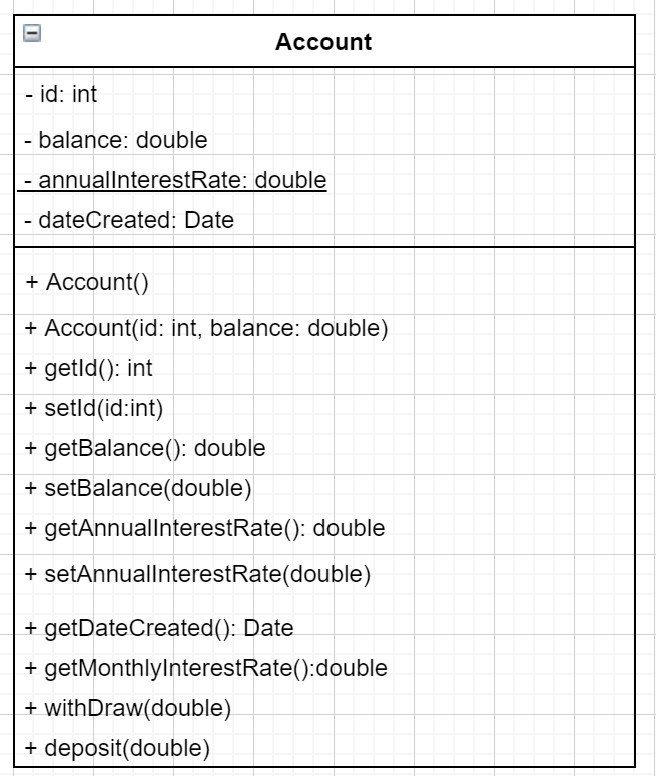 Account
- id: int
- balance: double
- annualInterestRate: double
- dateCreated: Date
+ Account()
+ Account(id: int, balance: double)
+ getId(): int
+ setId(id:int)
+ getBalance(): double
+ setBalance(double)
+ getAnnualInterestRate(): double
+ setAnnualInterestRate(double)
+ getDateCreated(): Date
+ getMonthlyInterestRate():double
+ withDraw(double)
+ deposit(double)